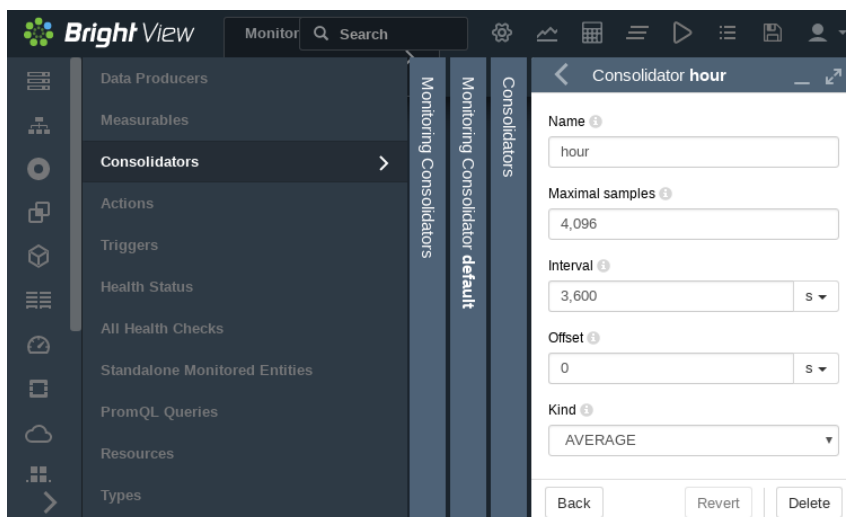 Bright View
Monitor
Search
Data Producers
Measurables
Consolidators
Actions
Triggers
Health Status
All Health Checks
Standalone Monitored Entities
PromQL Queries
Resources
Types
Monitoring Consolidators
Monitoring Consolidator default
Consolidators
Consolidator hour
Name
hour
Maximal samples
4,096
Interval
3,600 s
Offset
0 s
Kind
AVERAGE
Back Revert Delete